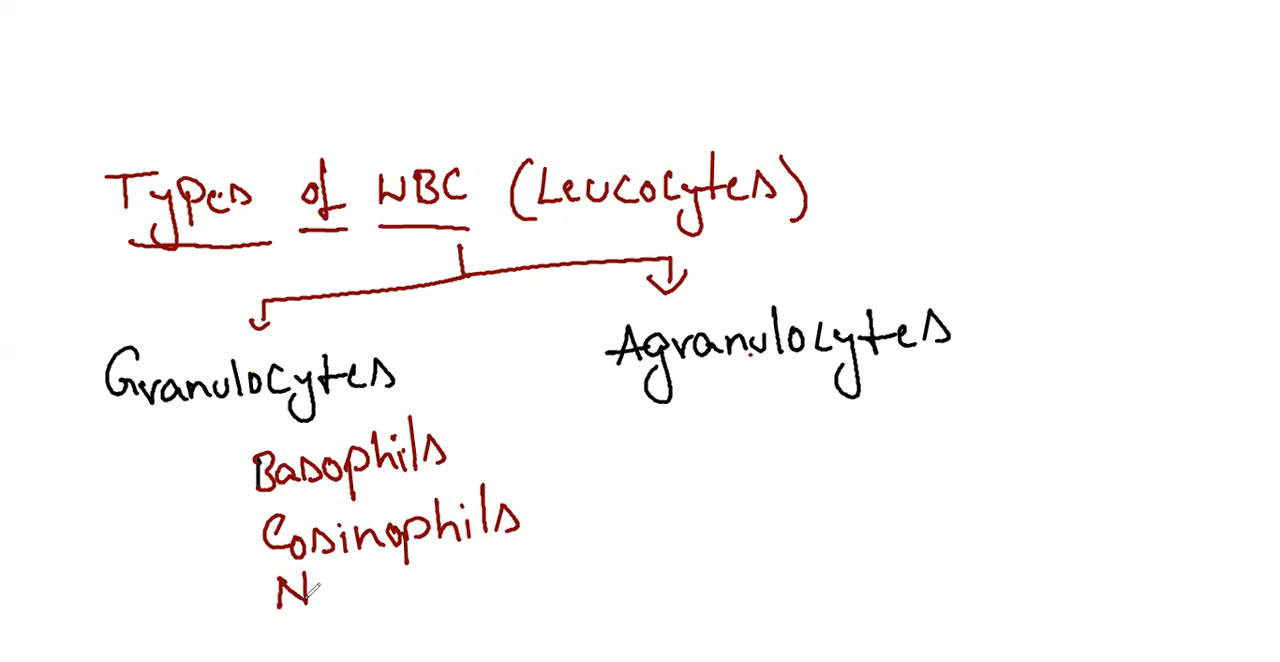 Types of WBC (Leucocytes)
Granulocytes
Agranulocytes
Basophils
Eosinophils
N